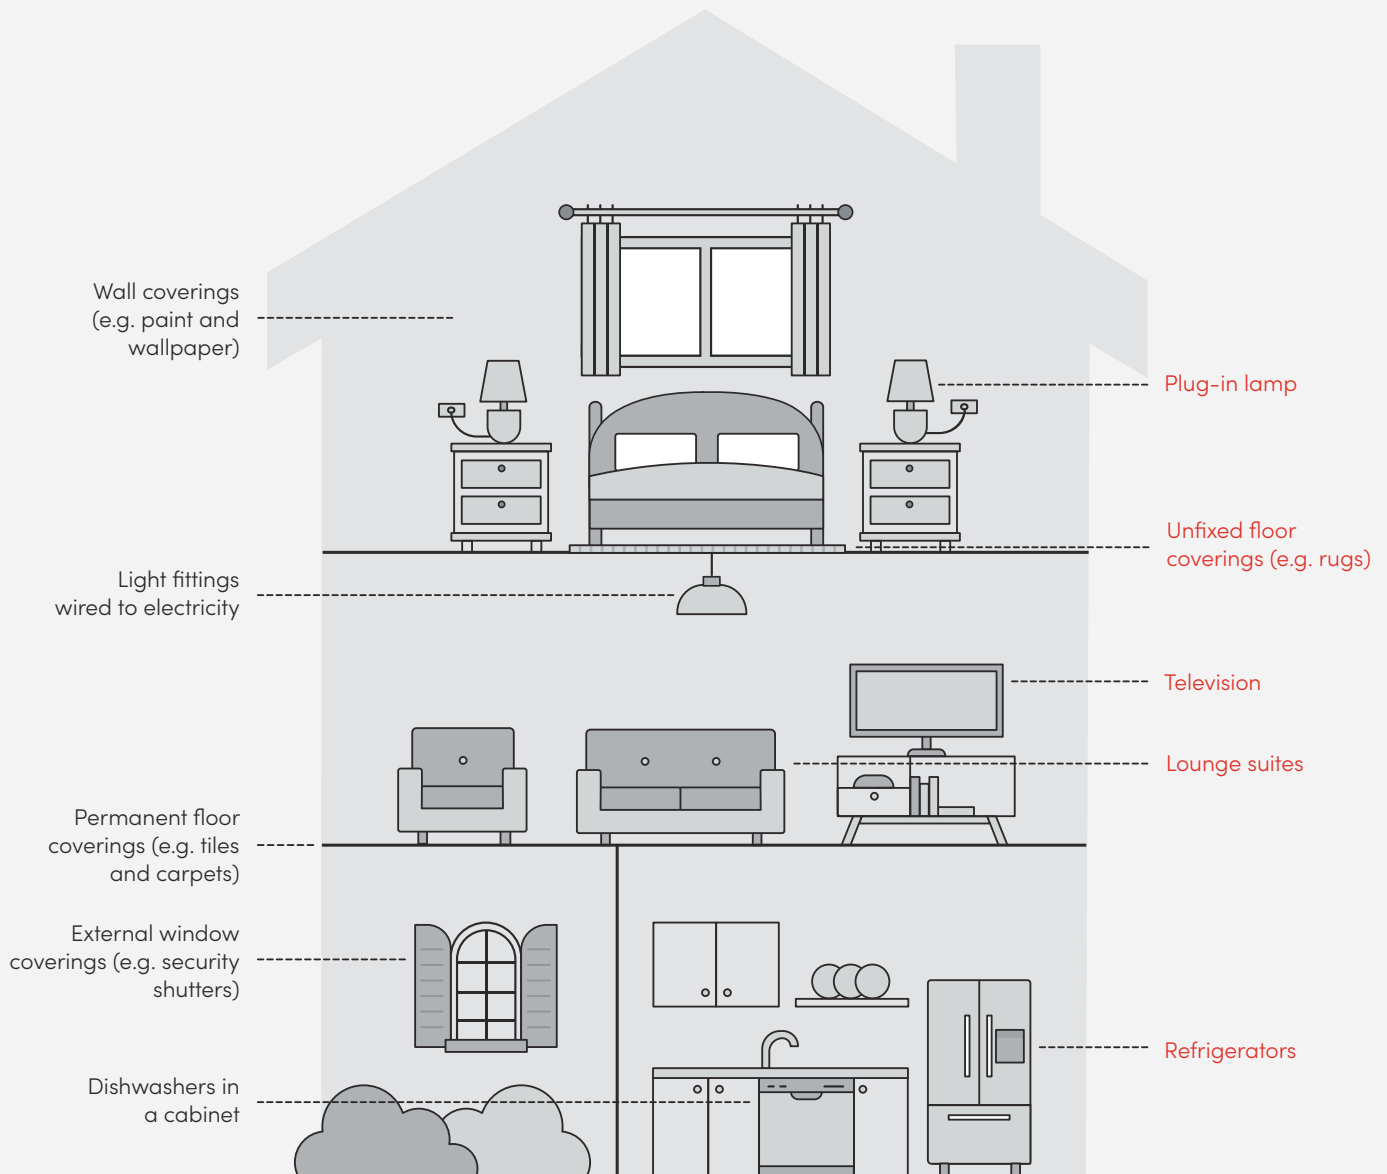 Wall coverings
(e.g. paint and
wallpaper)
Plug-in lamp
Unfixed floor
coverings (e.g. rugs)
Light fittings
wired to electricity
Television
Lounge suites
Permanent floor
coverings (e.g. tiles
and carpets)
External window
coverings (e.g. security
shutters)
Refrigerators
Dishwashers in
a cabinet